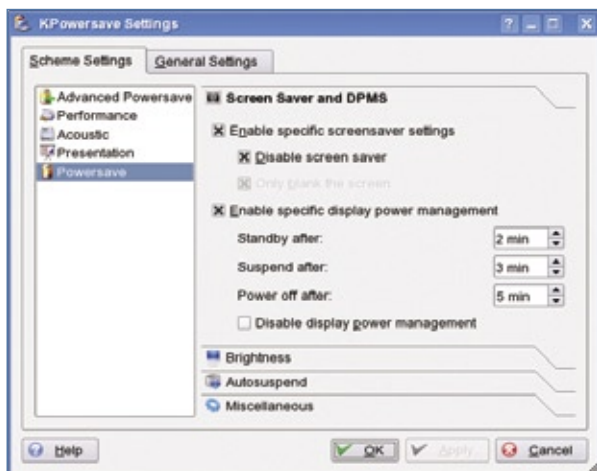 KPowersave Settings
Scheme Settings
General Settings
Advanced Powersave
Performance
Acoustic
Presentation
Powersave
Screen Saver and DPMS
Enable specific screensaver settings
Disable screen saver
Only blank the screen
Enable specific display power management
Standby after: 2 min
Suspend after: 3 min
Power off after: 5 min
Disable display power management
Brightness
Autosuspend
Miscellaneous
Help
OK
Apply
Cancel